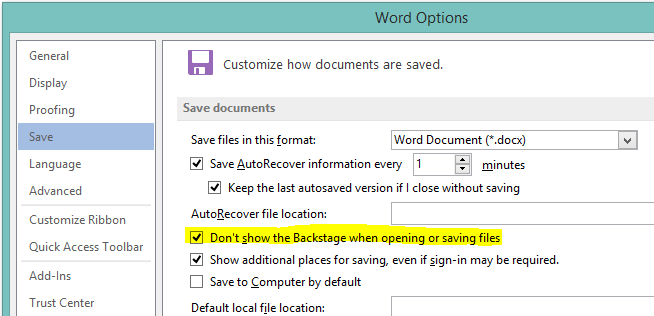 Word Options
General
Display
Proofing
Save
Language
Advanced
Customize Ribbon
Quick Access Toolbar
Add-Ins
Trust Center
Customize how documents are saved.
Save documents
Save files in this format: Word Document (*.docx)
Save AutoRecover information every 1 minutes
Keep the last autosaved version if I close without saving
AutoRecover file location:
Don't show the Backstage when opening or saving files
Show additional places for saving, even if sign-in may be required.
Save to Computer by default
Default local file location: